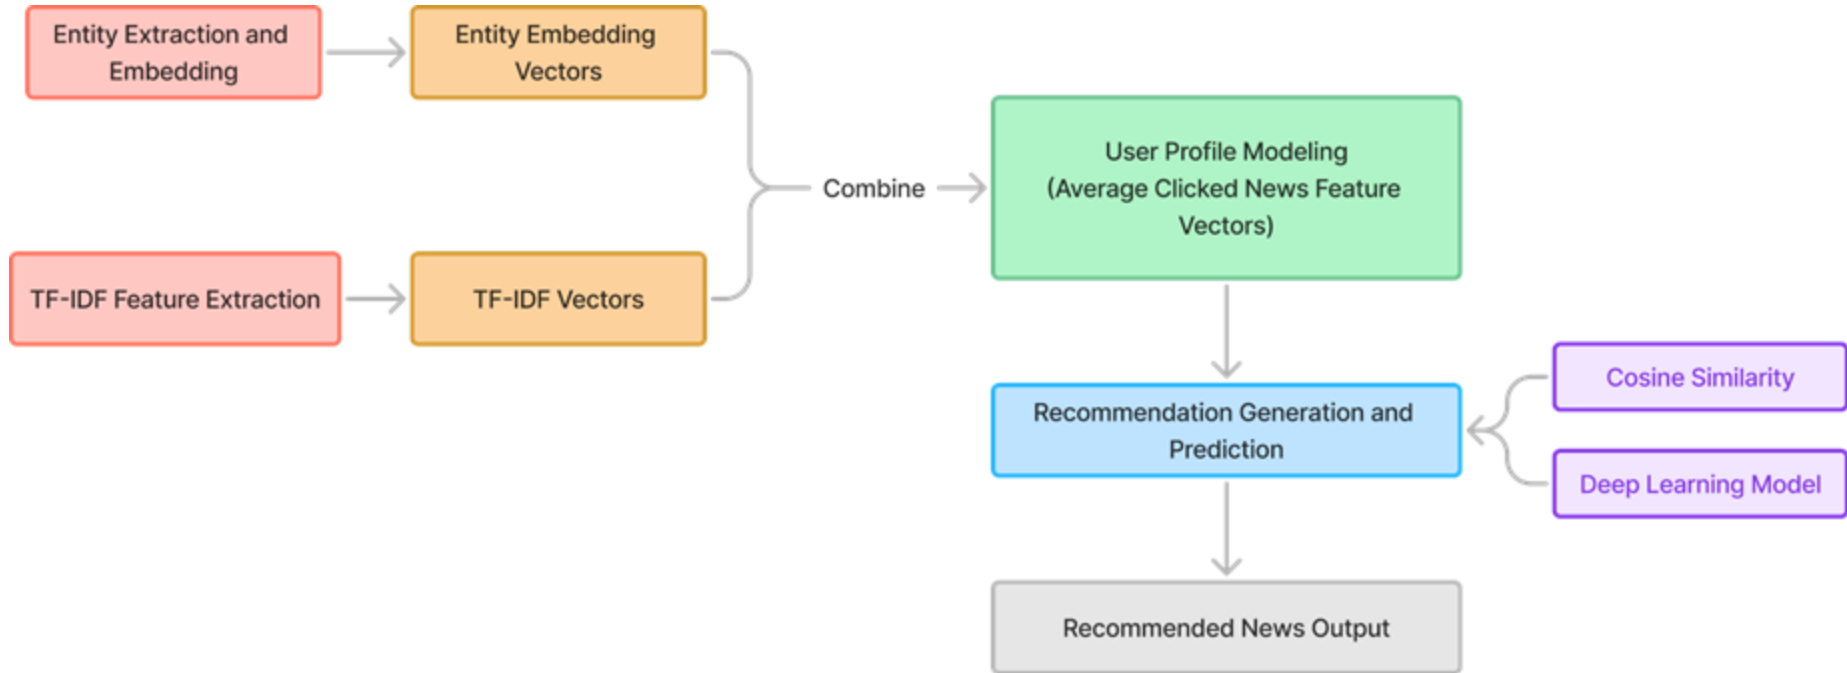 Entity Extraction and
Embedding
Entity Embedding
Vectors
TF-IDF Feature Extraction
TF-IDF Vectors
Combine
User Profile Modeling
(Average Clicked News Feature
Vectors)
Recommendation Generation and
Prediction
Cosine Similarity
Deep Learning Model
Recommended News Output